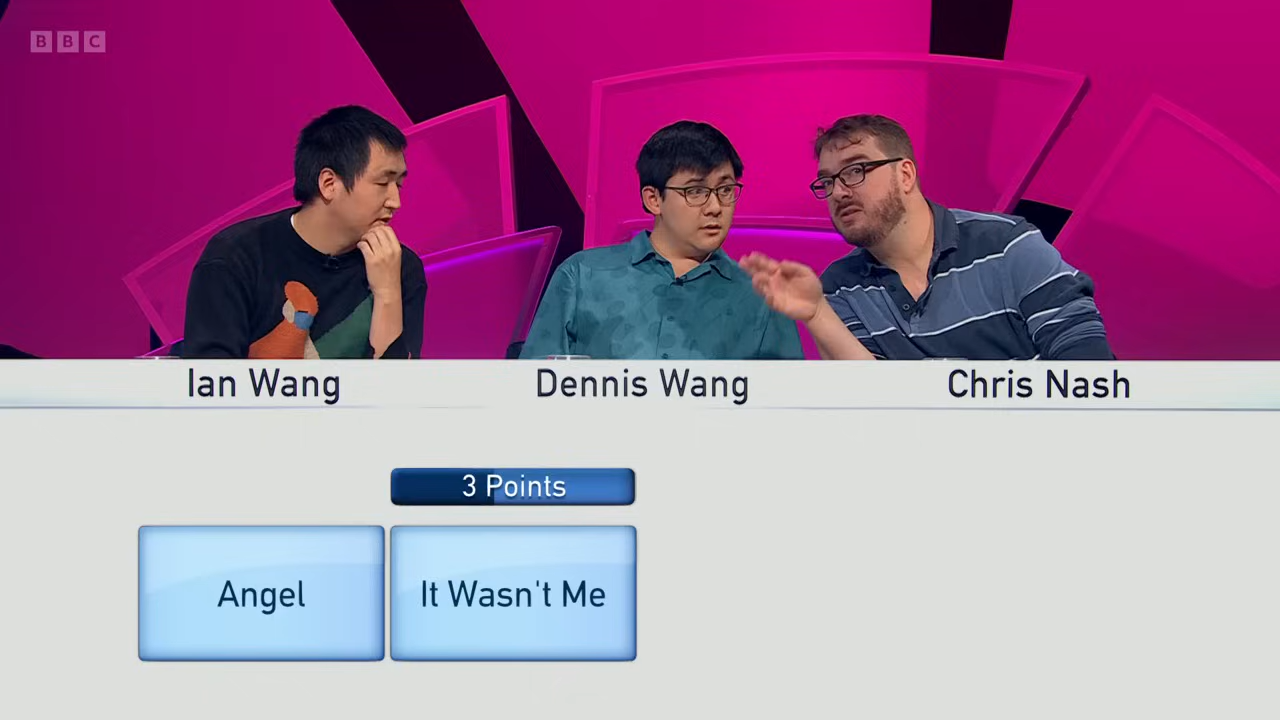 BBC
Ian Wang
Dennis Wang
Chris Nash
3 Points
Angel
It Wasn't Me